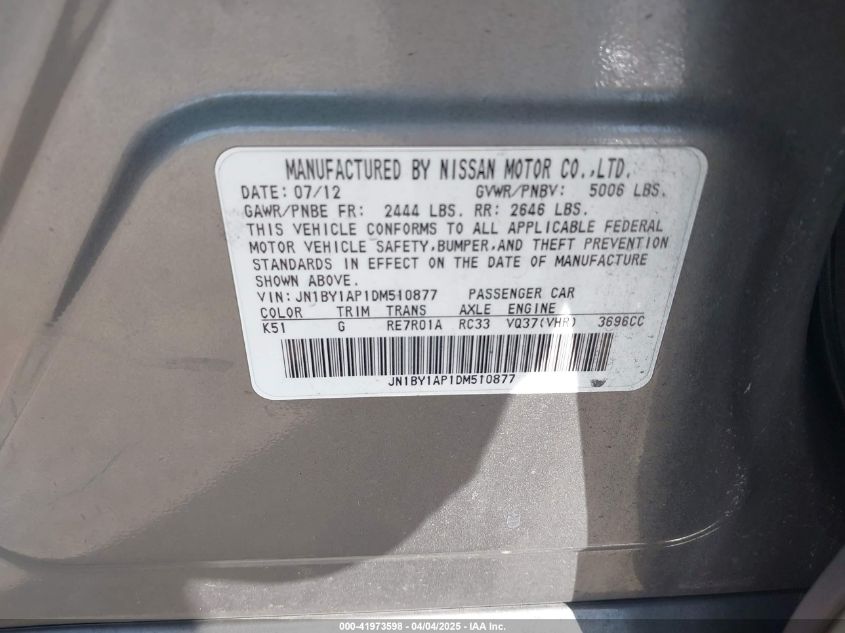 MANUFACTURED BY NISSAN MOTOR CO.,LTD.
DATE: 07/12 GVWR/PNBV: 5006 LBS.
GAWR/PNBE FR: 2444 LBS. RR: 2646 LBS.
THIS VEHICLE CONFORMS TO ALL APPLICABLE FEDERAL
MOTOR VEHICLE SAFETY,BUMPER,AND THEFT PREVENTION
STANDARDS IN EFFECT ON THE DATE OF MANUFACTURE
SHOWN ABOVE.
VIN:JN1BY1AP1DM510877 PASSENGER CAR
COLOR TRIM TRANS AXLE ENGINE
K51 G RE7R01A RC33 VQ37(VHR) 3696CC
JN1BY1AP1DM510877
000-41973598 - 04/04/2025 - IAA Inc.